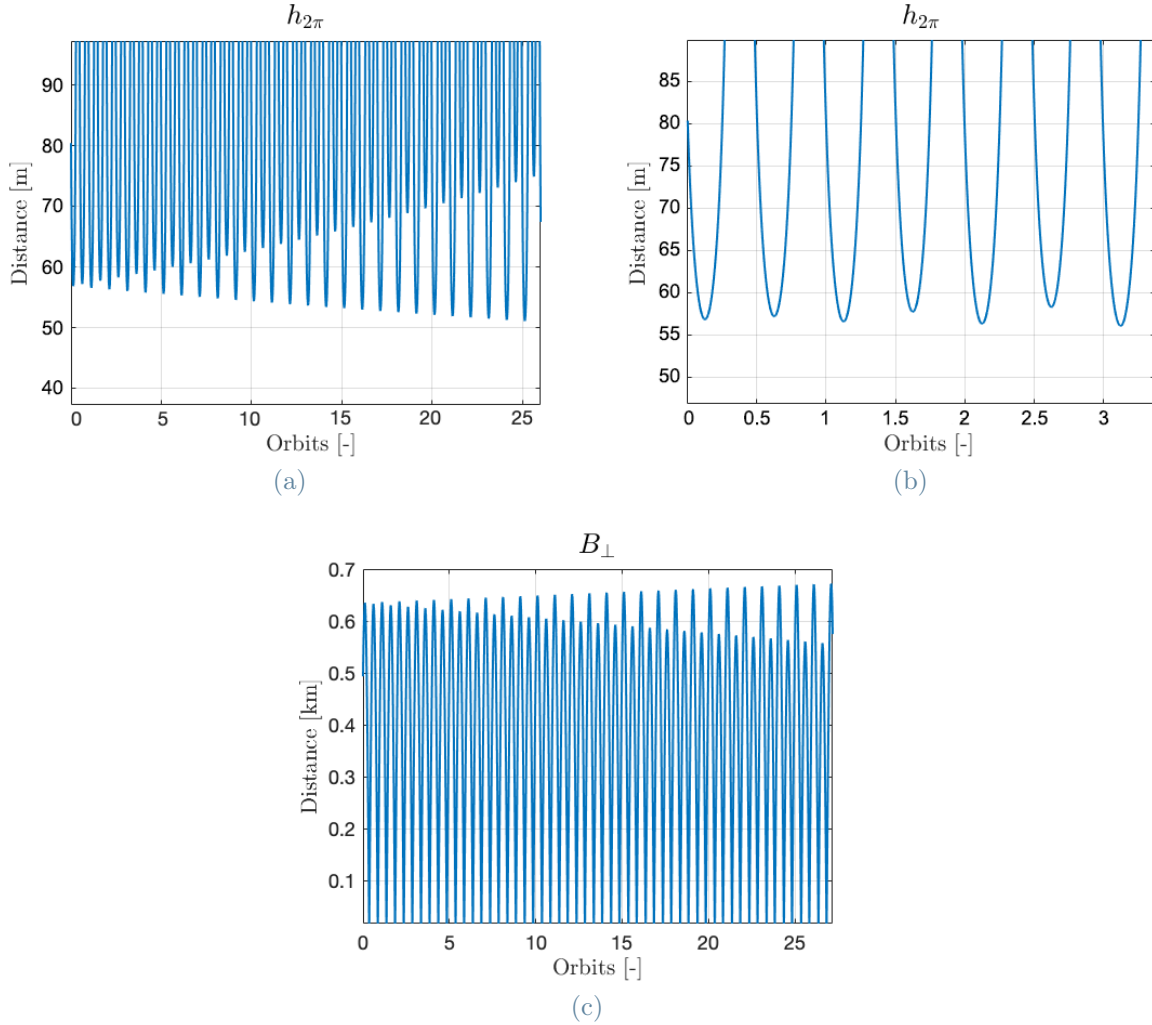 h₂π
90
80
70
60
50
40
Distance [m]
0 5 10 15 20 25
Orbits [-]
(a)
h₂π
85
80
75
70
65
60
55
50
Distance [m]
0 0.5 1 1.5 2 2.5 3
Orbits [-]
(b)
B⊥
0.7
0.6
0.5
0.4
0.3
0.2
0.1
Distance [km]
0 5 10 15 20 25
Orbits [-]
(c)